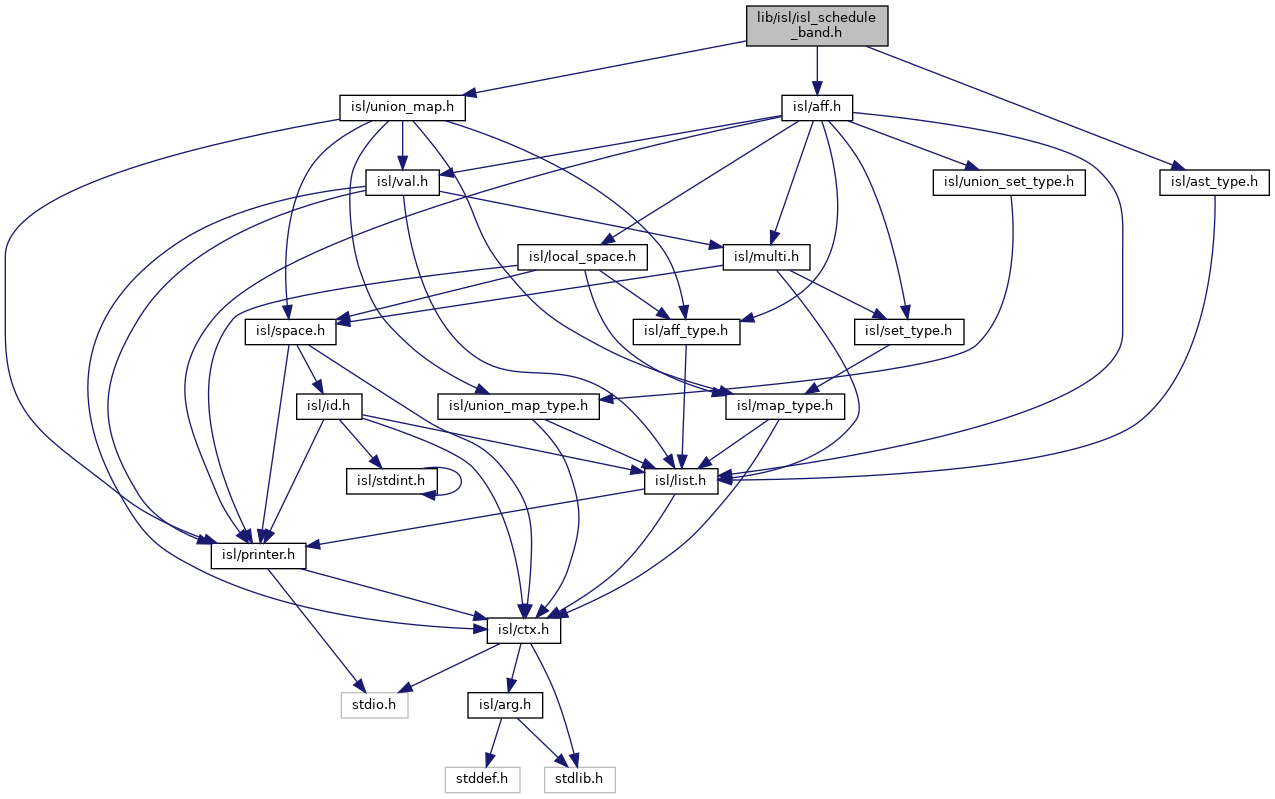 lib/isl/isl_schedule
_band.h
isl/union_map.h
isl/aff.h
isl/val.h
isl/union_set_type.h
isl/ast_type.h
isl/local_space.h
isl/multi.h
isl/space.h
isl/aff_type.h
isl/set_type.h
isl/id.h
isl/union_map_type.h
isl/map_type.h
isl/stdint.h
isl/list.h
isl/printer.h
isl/ctx.h
stdio.h
isl/arg.h
stddef.h
stdlib.h